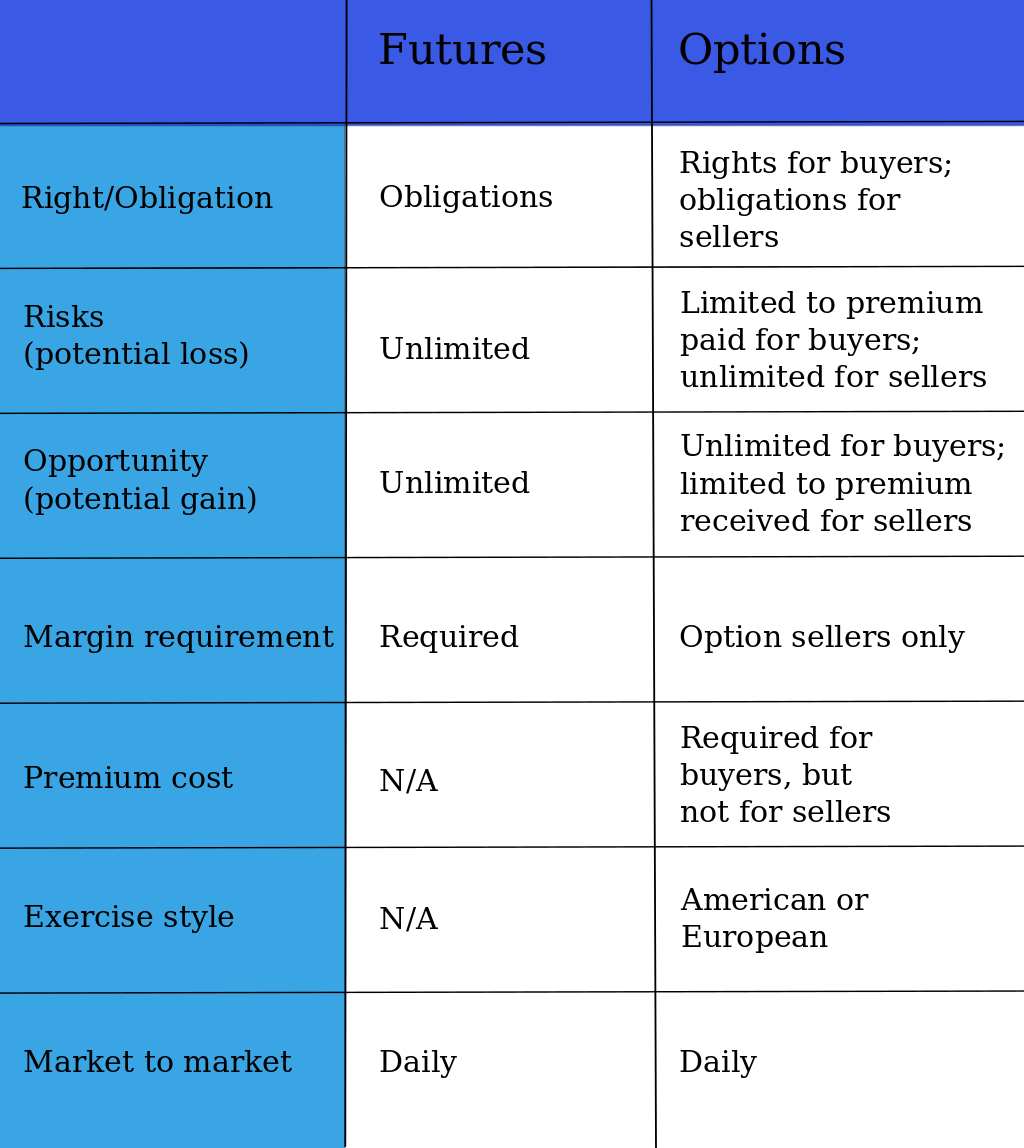 Futures
Options
Right/Obligation
Obligations
Rights for buyers;
obligations for
sellers
Risks
(potential loss)
Unlimited
Limited to premium
paid for buyers;
unlimited for sellers
Opportunity
(potential gain)
Unlimited
Unlimited for buyers;
limited to premium
received for sellers
Margin requirement
Required
Option sellers only
Premium cost
N/A
Required for
buyers, but
not for sellers
Exercise style
N/A
American or
European
Market to market
Daily
Daily